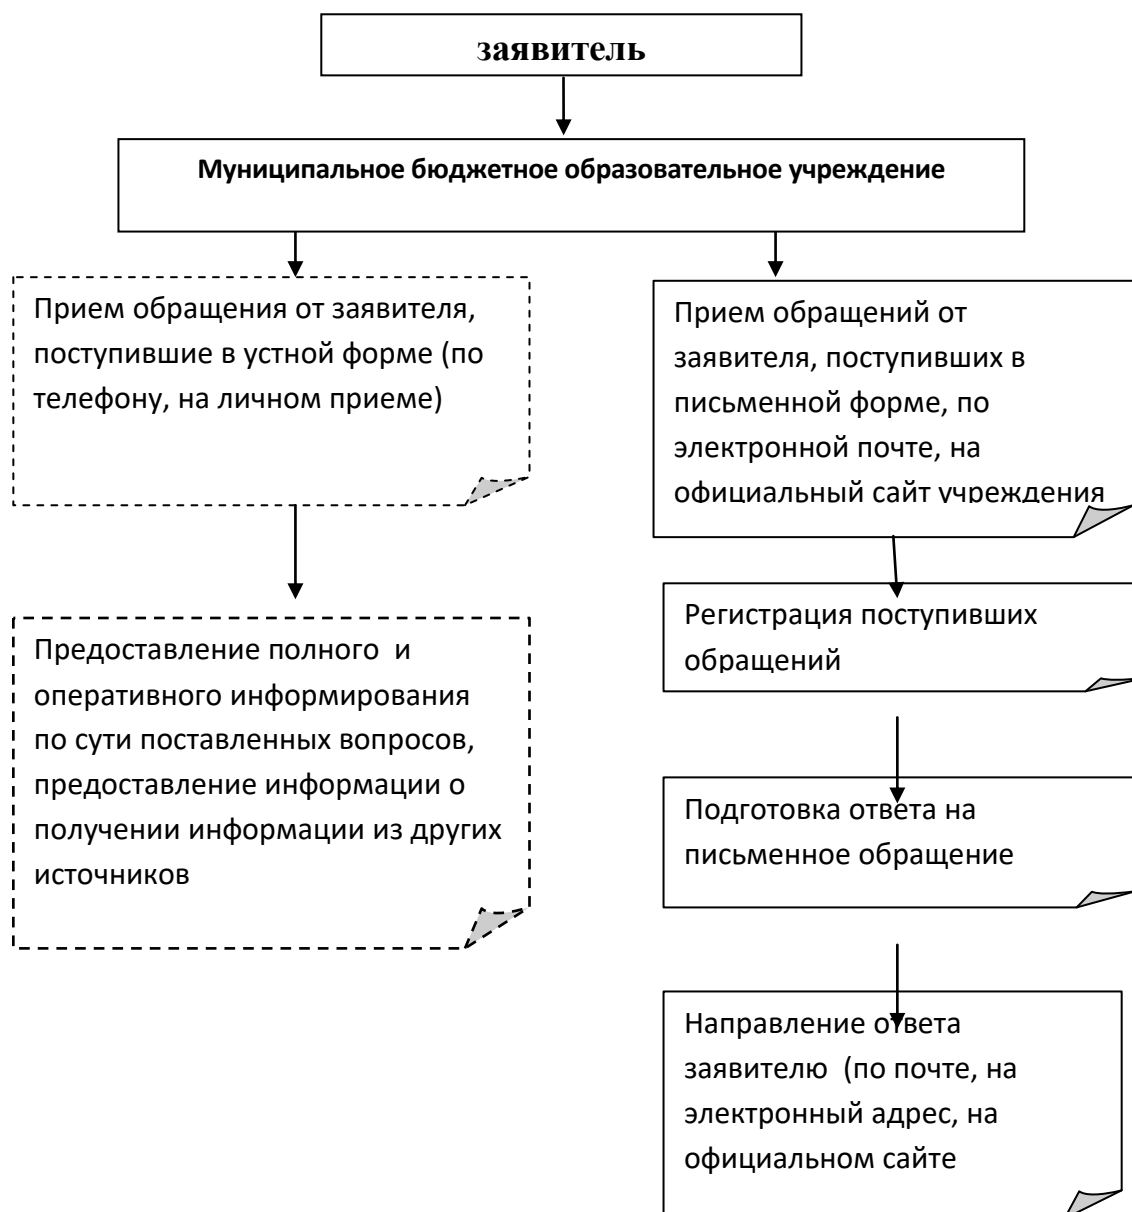 заявитель
Муниципальное бюджетное образовательное учреждение
Прием обращения от заявителя,
поступившие в устной форме (по
телефону, на личном приеме)
Предоставление полного и
оперативного информирования
по сути поставленных вопросов,
предоставление информации о
получении информации из других
источников
Прием обращений от
заявителя, поступивших в
письменной форме, по
электронной почте, на
официальный сайт учреждения
Регистрация поступивших
обращений
Подготовка ответа на
письменное обращение
Направление ответа
заявителю (по почте, на
электронный адрес, на
официальном сайте